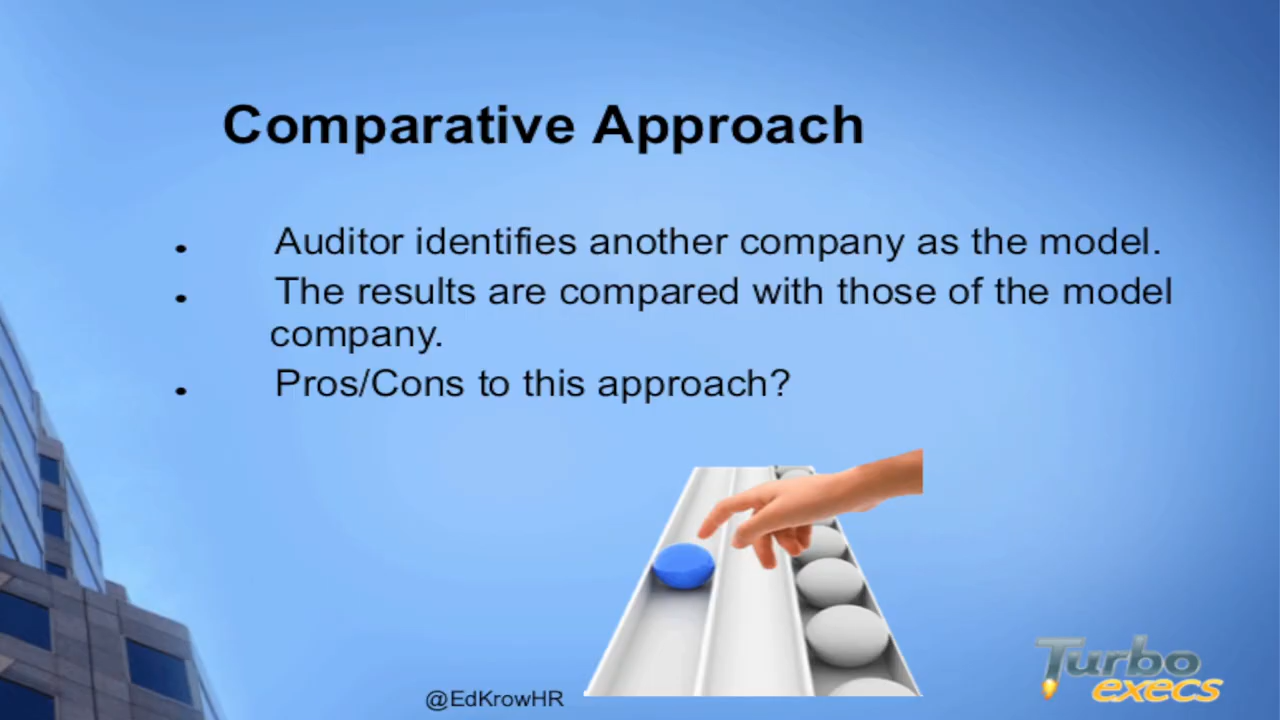 Comparative Approach
. Auditor identifies another company as the model.
. The results are compared with those of the model
company.
. Pros/Cons to this approach?
@EdKrowHR
Turbo
execs